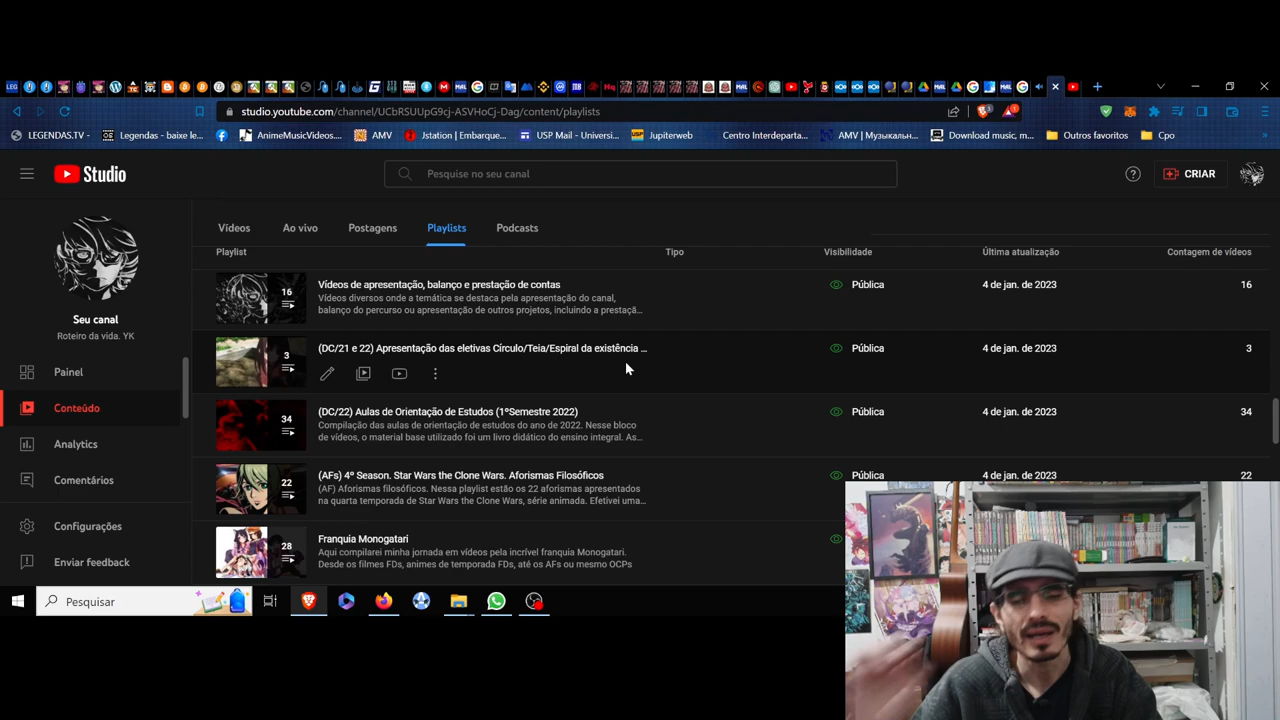 studio.youtube.com/channel/UCbRSUUpG9cj-ASVHoCj-Dag/content/playlists
LEGENDAS.TV - Legendas - baixe le... AnimeMusicVideos.... AMV Jstation | Embarque... USP Mail - Universi... Jupiterweb Centro Interdeparta... AMV | Музыкальн... Download music, m... Outros favoritos Cpo
Studio
Pesquise no seu canal
CRIAR
Vídeos Ao vivo Postagens Playlists Podcasts
Playlist Tipo Visibilidade Última atualização Contagem de vídeos
16 Vídeos de apresentação, balanço e prestação de contas Pública 4 de jan. de 2023 16
Vídeos diversos onde a temática se destaca pela apresentação do canal,
balanço do percurso ou apresentação de outros projetos, incluindo a prestaçã...
Seu canal
Roteiro da vida. YK
3 (DC/21 e 22) Apresentação das eletivas Círculo/Teia/Espiral da existência ... Pública 4 de jan. de 2023 3
Painel
Conteúdo
Analytics
Comentários
Configurações
Enviar feedback
34 (DC/22) Aulas de Orientação de Estudos (1ºSemestre 2022) Pública 4 de jan. de 2023 34
Compilação das aulas de orientação de estudos do ano de 2022. Nesse bloco
de vídeos, o material base utilizado foi um livro didático do ensino integral. As...
22 (AFs) 4º Season. Star Wars the Clone Wars. Aforismas Filosóficos Pública 4 de jan. de 2023 22
(AF) Aforismas filosóficos. Nessa playlist estão os 22 aforismos apresentados
na quarta temporada de Star Wars the Clone Wars, série animada. Efetivei uma...
28 Franquia Monogatari
Aqui compilarei minha jornada em vídeos pela incrível franquia Monogatari.
Desde os filmes FDs, animes de temporada FDs, até os AFs ou mesmo OCPs
Pesquisar